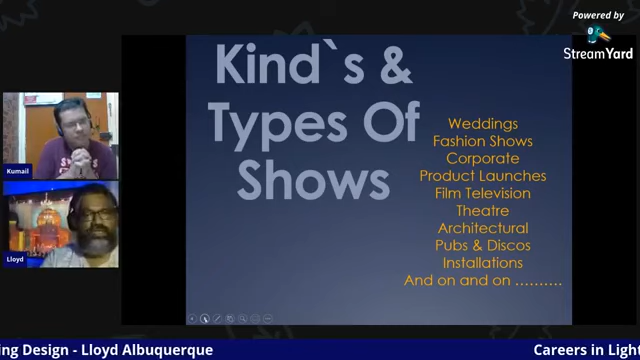 Powered by
StreamYard
Kind`s &
Types Of
Shows
Weddings
Fashion Shows
Corporate
Product Launches
Film Television
Theatre
Architectural
Pubs & Discos
Installations
And on and on ..........
Kumail
Lloyd
ing Design - Lloyd Albuquerque
Careers in Light